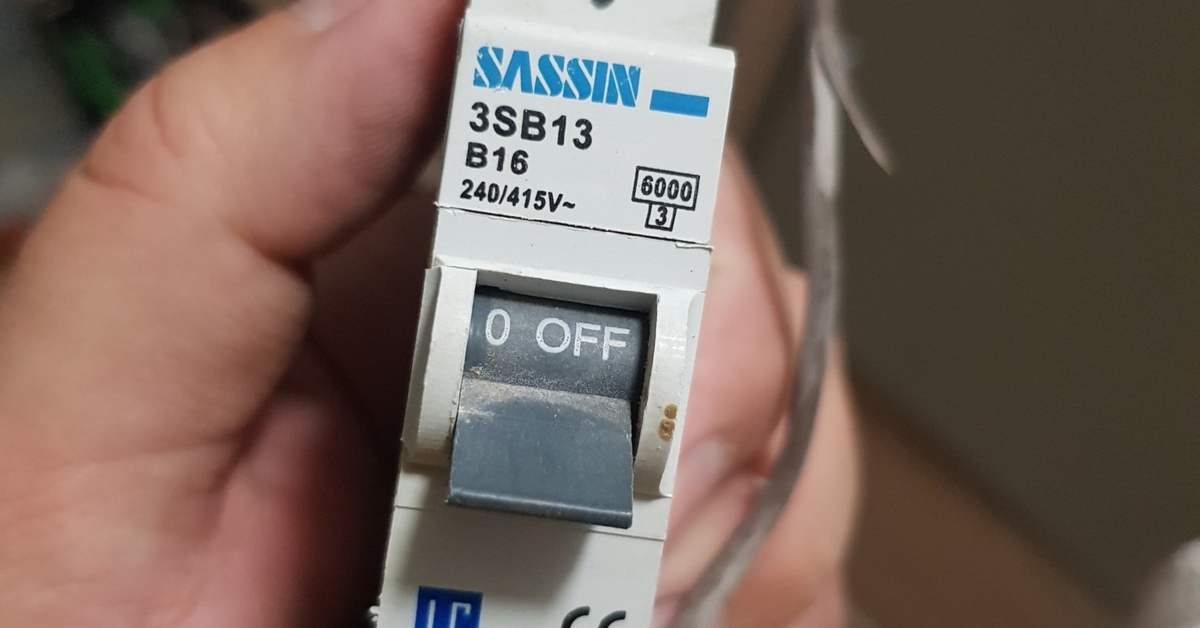 SASSIN
3SB13
B16
240/415V~
6000
3
0 OFF